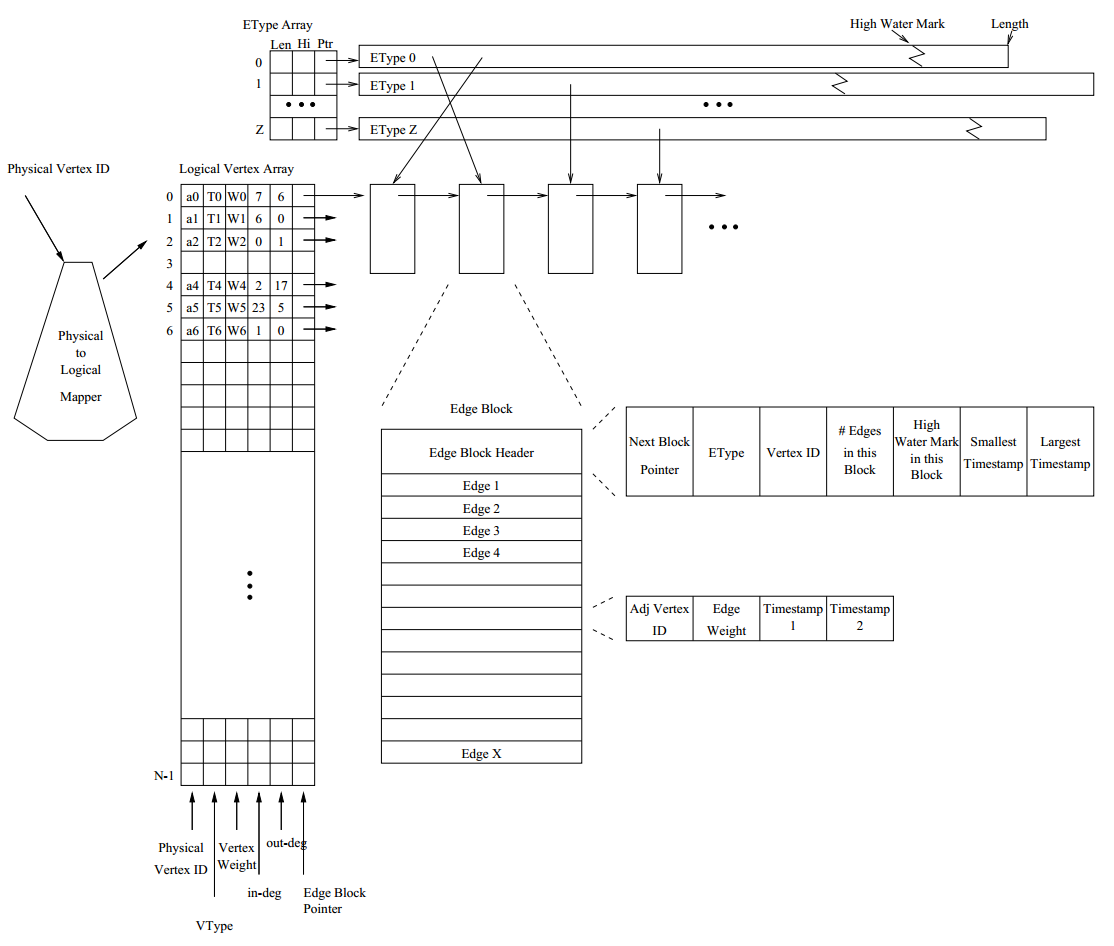 EType Array
High Water Mark
Length
Len Hi Ptr
0
EType 0
1
EType 1
Z
EType Z
Physical Vertex ID
Logical Vertex Array
0 a0 T0 W0 7 6
1 a1 T1 W1 6 0
2 a2 T2 W2 0 1
3
4 a4 T4 W4 2 17
5 a5 T5 W5 23 5
6 a6 T6 W6 1 0
N-1
Physical
to
Logical
Mapper
Edge Block
Edge Block Header
Edge 1
Edge 2
Edge 3
Edge 4
Edge X
Next Block
Pointer
EType
Vertex ID
# Edges
in this
Block
High
Water Mark
in this
Block
Smallest
Timestamp
Largest
Timestamp
Adj Vertex
ID
Edge
Weight
Timestamp
1
Timestamp
2
Physical
Vertex ID
VType
Vertex
Weight
in-deg
out-deg
Edge Block
Pointer